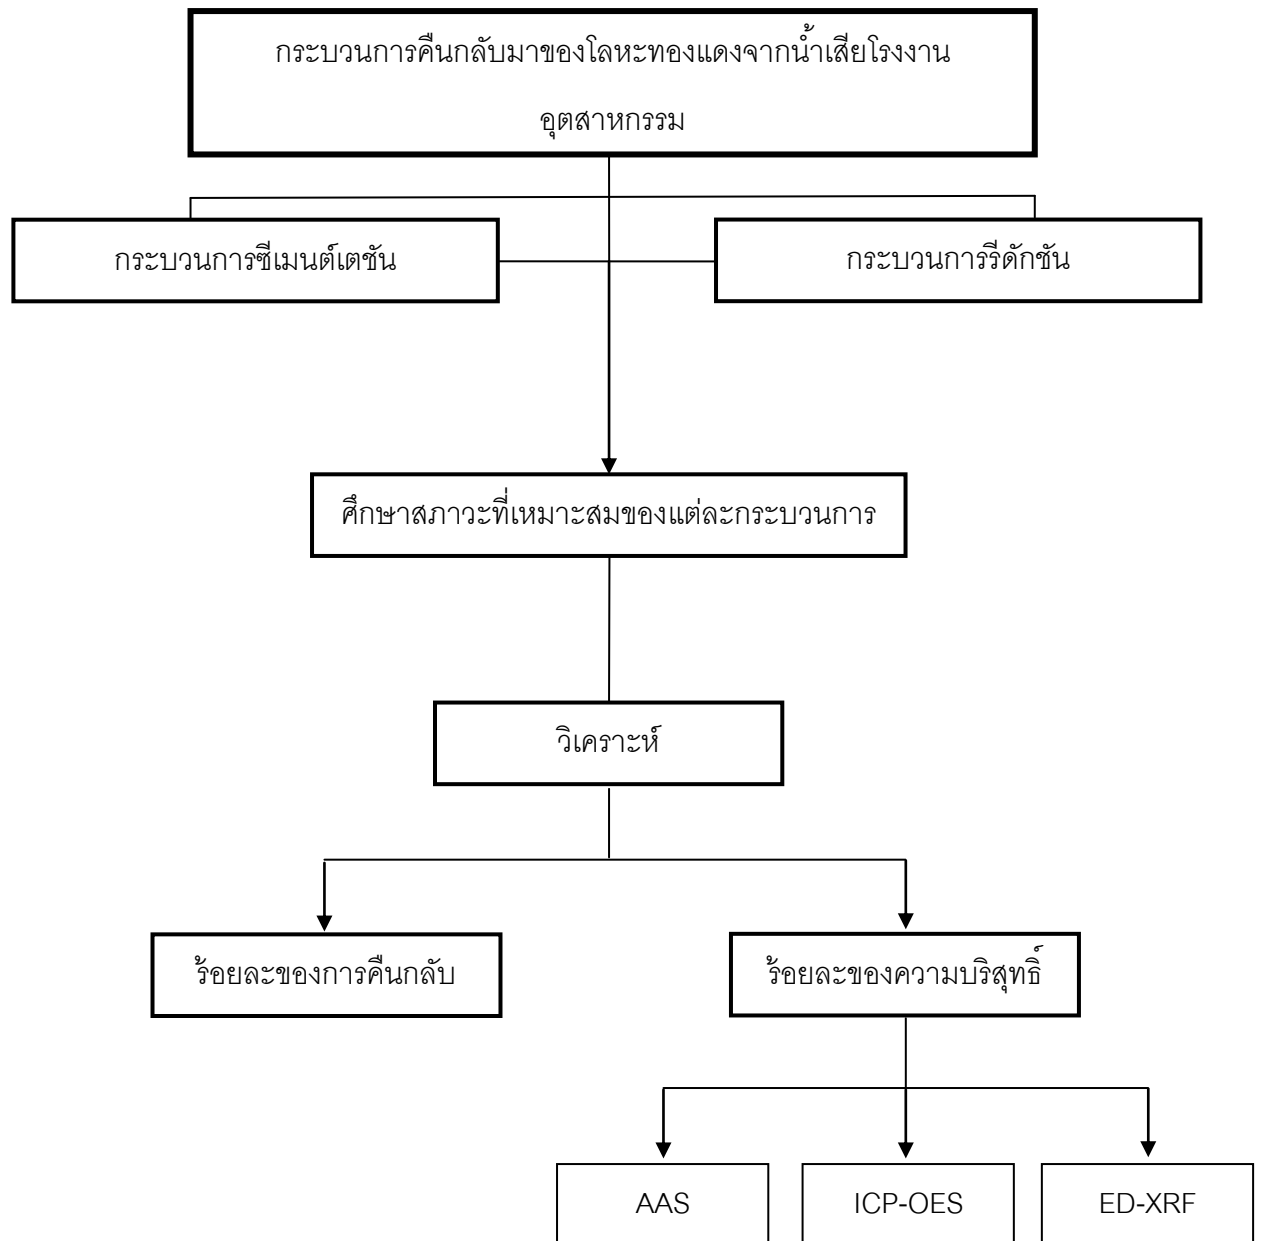 กระบวนการคืนกลับมาของโลหะทองแดงจากน้ำเสียโรงงาน
อุตสาหกรรม
กระบวนการซีเมนต์เตชัน
กระบวนการรีดักชัน
ศึกษาสภาวะที่เหมาะสมของแต่ละกระบวนการ
วิเคราะห์
ร้อยละของการคืนกลับ
ร้อยละของความบริสุทธิ์
AAS
ICP-OES
ED-XRF